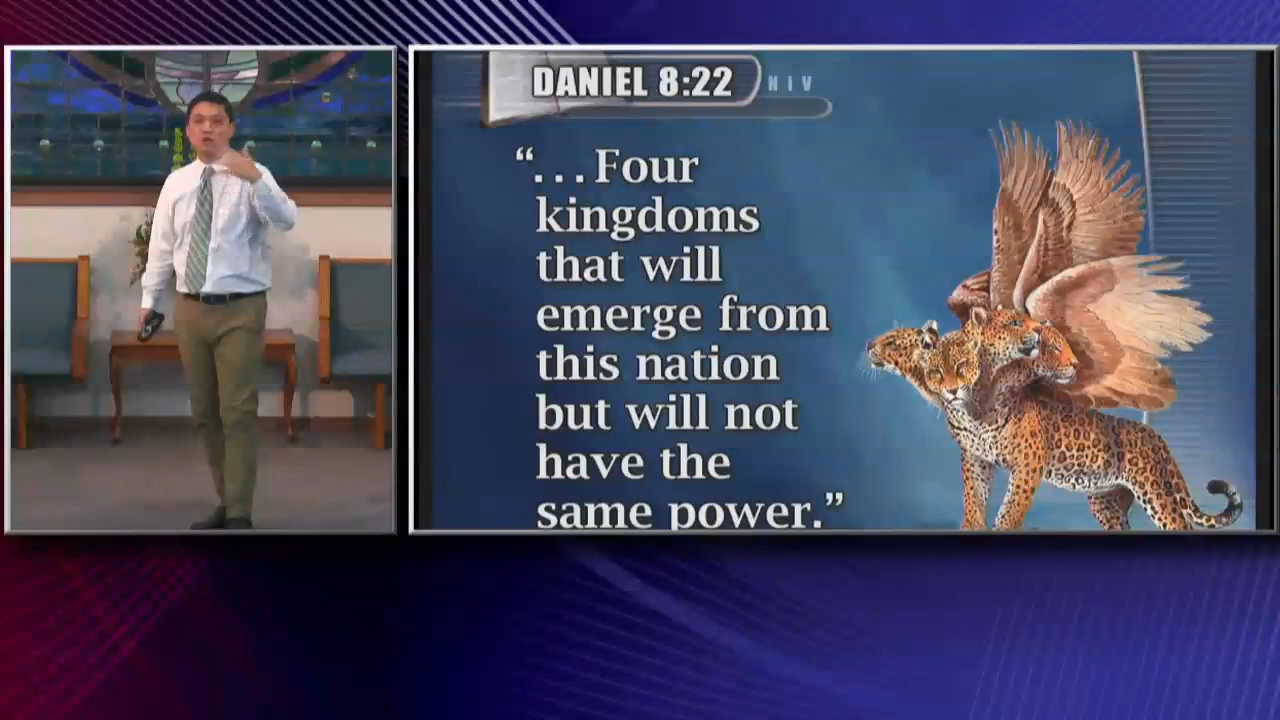 DANIEL 8:22 NIV
“...Four
kingdoms
that will
emerge from
this nation
but will not
have the
same power.”